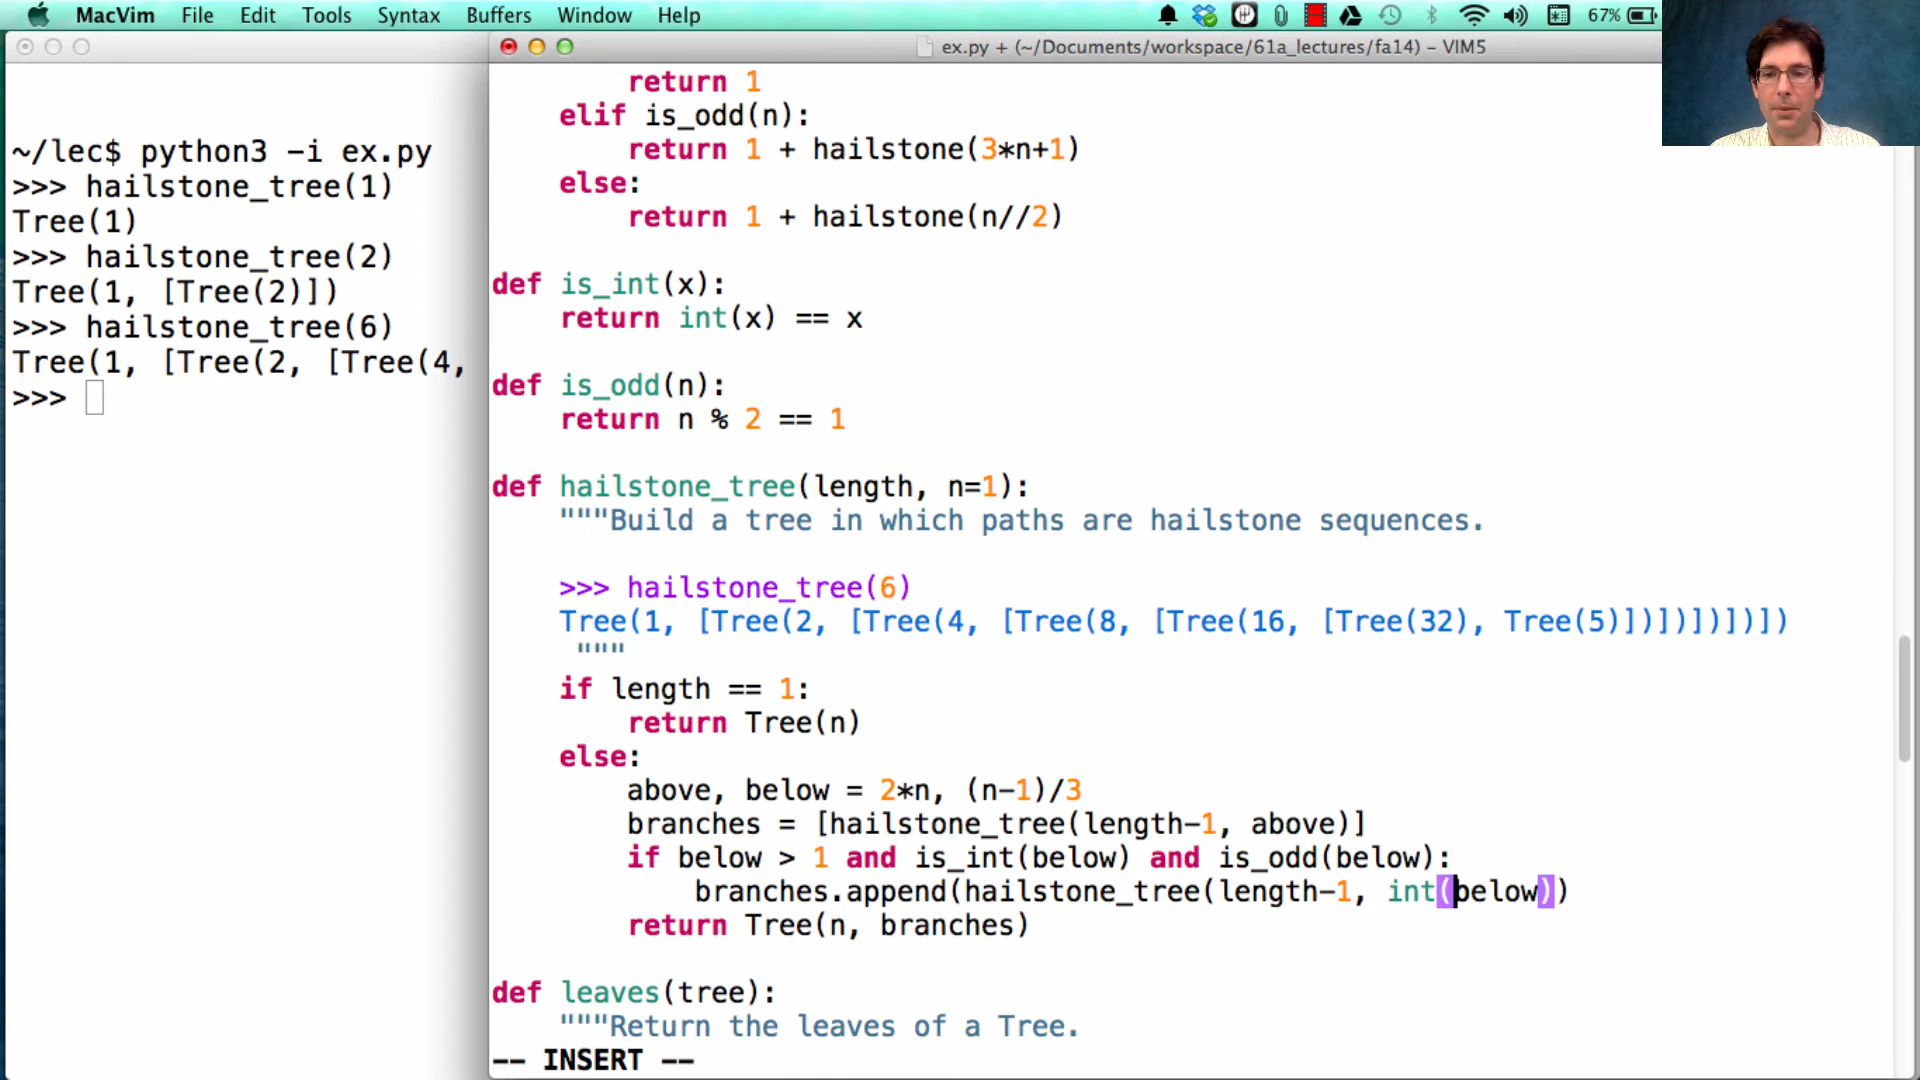 MacVim File Edit Tools Syntax Buffers Window Help 67%
ex.py + (~/Documents/workspace/61a_lectures/fa14) – VIM5
~/lec$ python3 -i ex.py
>>> hailstone_tree(1)
Tree(1)
>>> hailstone_tree(2)
Tree(1, [Tree(2)])
>>> hailstone_tree(6)
Tree(1, [Tree(2, [Tree(4,
>>>
return 1
elif is_odd(n):
return 1 + hailstone(3*n+1)
else:
return 1 + hailstone(n//2)
def is_int(x):
return int(x) == x
def is_odd(n):
return n % 2 == 1
def hailstone_tree(length, n=1):
"""Build a tree in which paths are hailstone sequences.
>>> hailstone_tree(6)
Tree(1, [Tree(2, [Tree(4, [Tree(8, [Tree(16, [Tree(32), Tree(5)])])])])])
"""
if length == 1:
return Tree(n)
else:
above, below = 2*n, (n-1)/3
branches = [hailstone_tree(length-1, above)]
if below > 1 and is_int(below) and is_odd(below):
branches.append(hailstone_tree(length-1, int(below))
return Tree(n, branches)
def leaves(tree):
"""Return the leaves of a Tree.
-- INSERT --